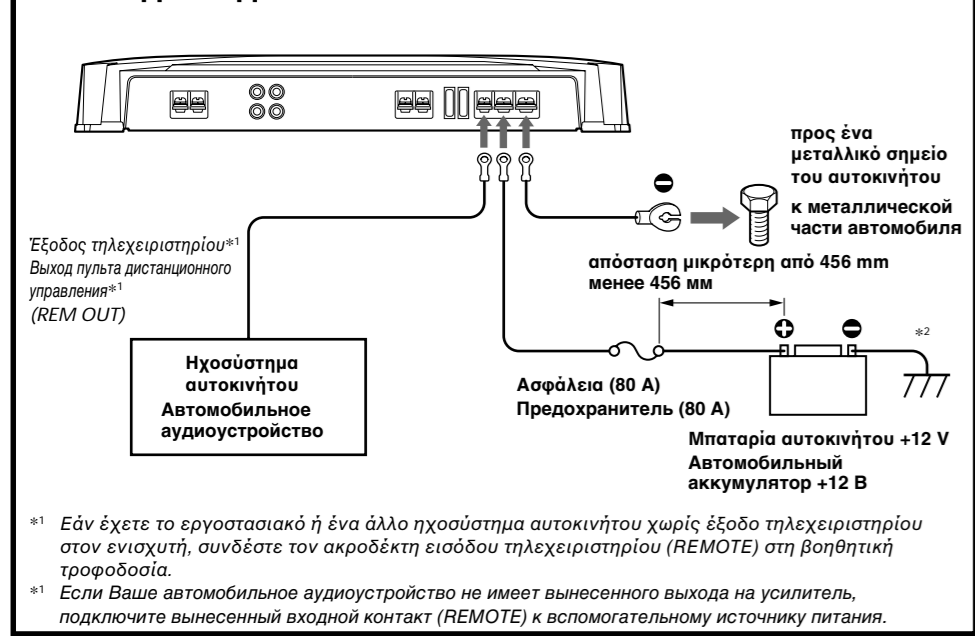 προς ένα
μεταλλικό σημείο
του αυτοκινήτου
κ металлической
части автомобиля
Έξοδος τηλεχειριστηρίου*1
Выход пульта дистанционного
управления*1
(REM OUT)
απόσταση μικρότερη από 456 mm
менее 456 мм
*2
Ηχοσύστημα
αυτοκινήτου
Автомобильное
аудиоустройство
Ασφάλεια (80 A)
Предохранитель (80 А)
Μπαταρία αυτοκινήτου +12 V
Автомобильный
аккумулятор +12 В
*1 Εάν έχετε το εργοστασιακό ή ένα άλλο ηχοσύστημα αυτοκινήτου χωρίς έξοδο τηλεχειριστηρίου
στον ενισχυτή, συνδέστε τον ακροδέκτη εισόδου τηλεχειριστηρίου (REMOTE) στη βοηθητική
τροφοδοσία.
*1 Если Ваше автомобильное аудиоустройство не имеет вынесенного выхода на усилитель,
подключите вынесенный входной контакт (REMOTE) к вспомогательному источнику питания.